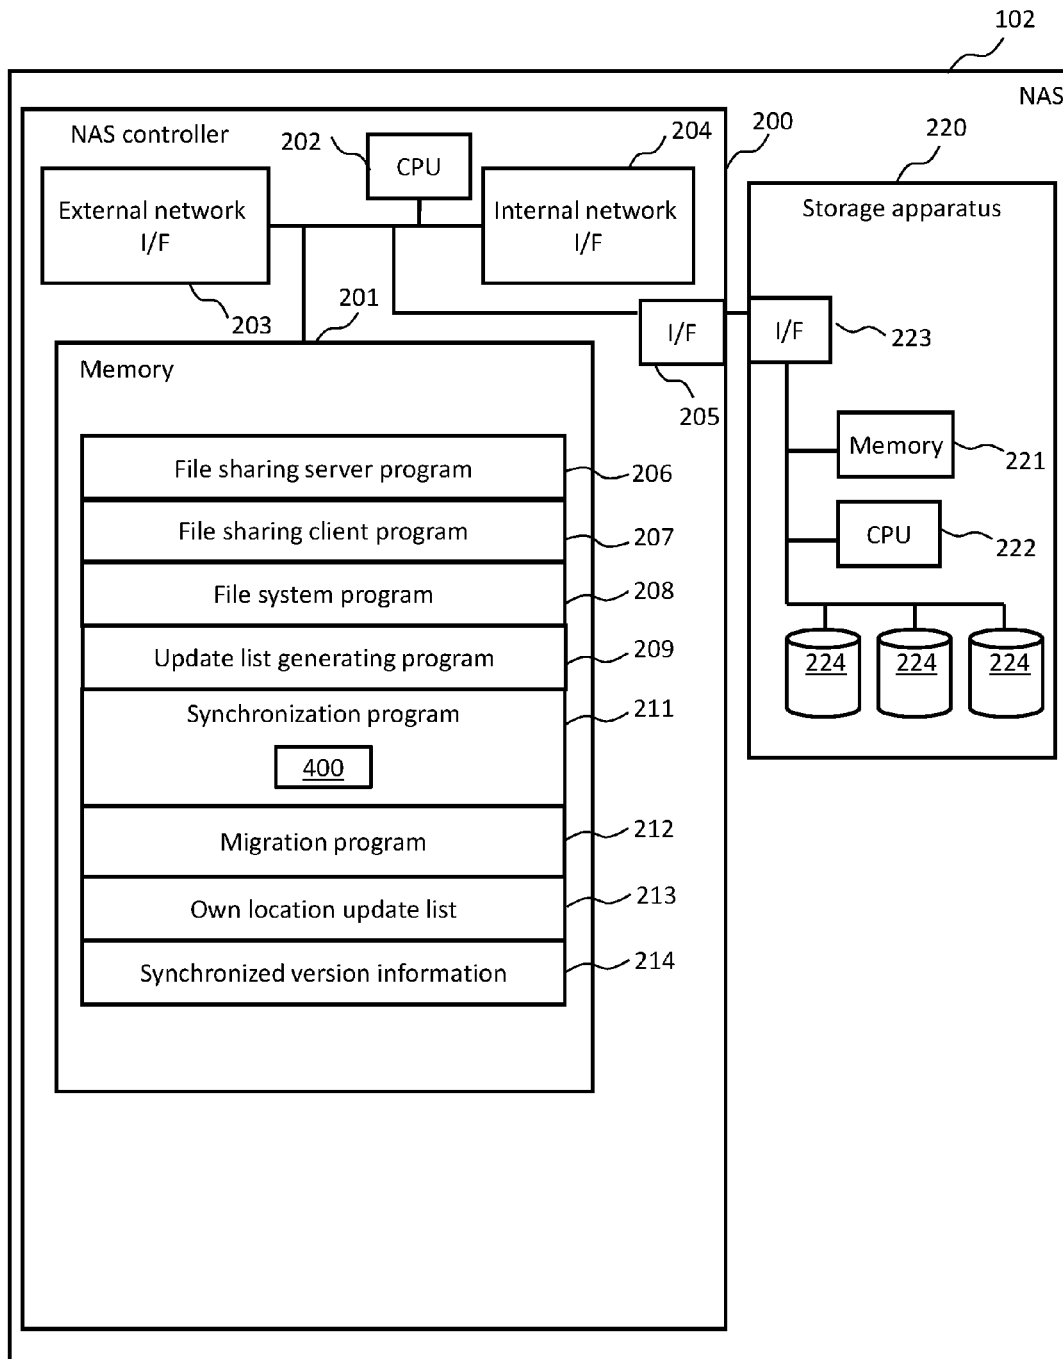 102
NAS
NAS controller
202
CPU
204
200
220
External network
I/F
Internal network
I/F
Storage apparatus
203
201
I/F
205
I/F
223
Memory
File sharing server program
206
File sharing client program
207
File system program
208
Update list generating program
209
Synchronization program
211
400
Migration program
212
Own location update list
213
Synchronized version information
214
Memory
221
CPU
222
224
224
224